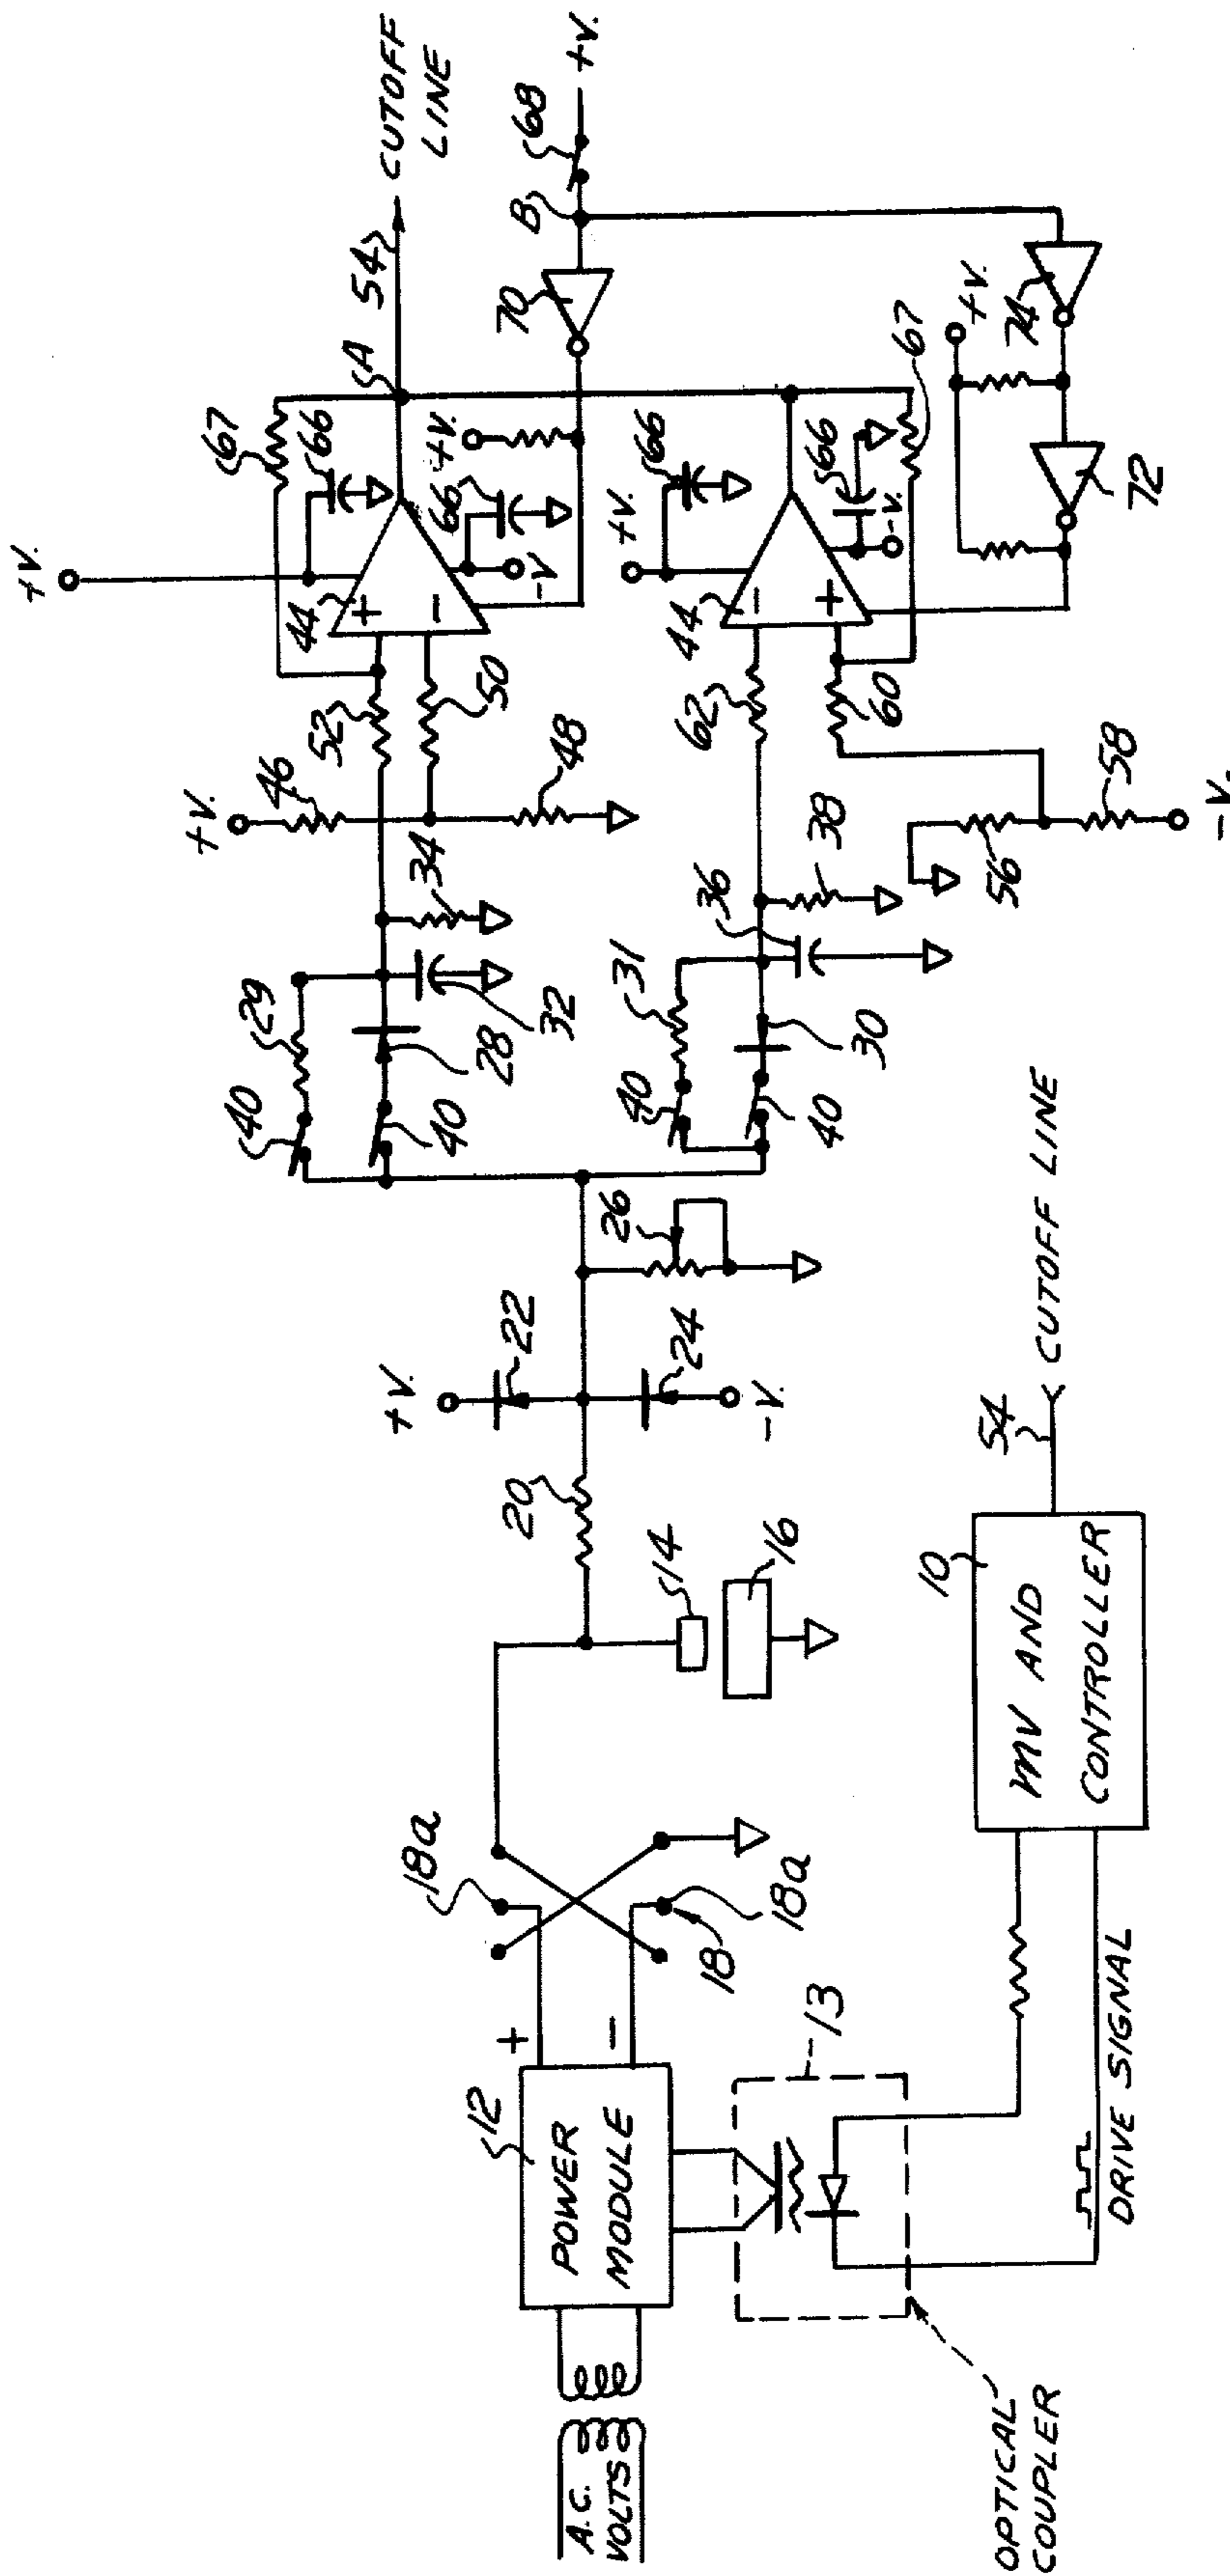 A.C.
VOLTS
12
POWER
MODULE
+
−
18a
18
18a
13
OPTICAL
COUPLER
DRIVE SIGNAL
10
MV AND
CONTROLLER
54
CUTOFF LINE
14
16
20
+V.
22
24
-V.
26
40
29
40
28
32
34
40
31
40
30
36
38
+V.
46
48
52
50
56
58
-V.
62
60
+V.
44
+
−
67
66
66
-V
+V.
A
54
CUTOFF
LINE
70
B
68
+V.
+V.
66
44
−
+
66
-V.
67
+V.
72
74